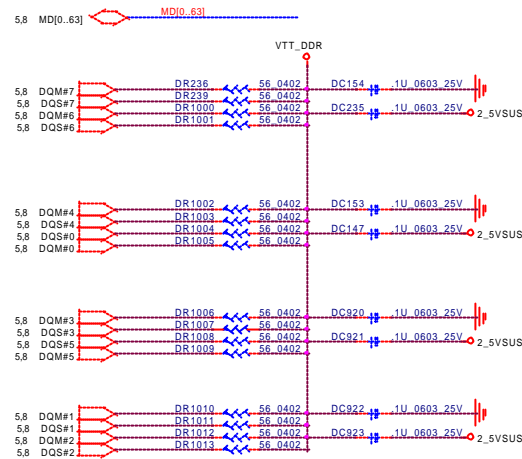 5,8 MD[0..63] MD[0..63]
VTT_DDR
5,8 DQM#7 DR236 56_0402 DC154 .1U_0603_25V
5,8 DQS#7 DR239 56_0402
5,8 DQM#6 DR1000 56_0402 DC235 .1U_0603_25V 2_5VSUS
5,8 DQS#6 DR1001 56_0402
5,8 DQM#4 DR1002 56_0402 DC153 .1U_0603_25V
5,8 DQS#4 DR1003 56_0402
5,8 DQS#0 DR1004 56_0402 DC147 .1U_0603_25V 2_5VSUS
5,8 DQM#0 DR1005 56_0402
5,8 DQM#3 DR1006 56_0402 DC920 .1U_0603_25V
5,8 DQS#3 DR1007 56_0402
5,8 DQS#5 DR1008 56_0402 DC921 .1U_0603_25V 2_5VSUS
5,8 DQM#5 DR1009 56_0402
5,8 DQM#1 DR1010 56_0402 DC922 .1U_0603_25V
5,8 DQS#1 DR1011 56_0402
5,8 DQM#2 DR1012 56_0402 DC923 .1U_0603_25V 2_5VSUS
5,8 DQS#2 DR1013 56_0402